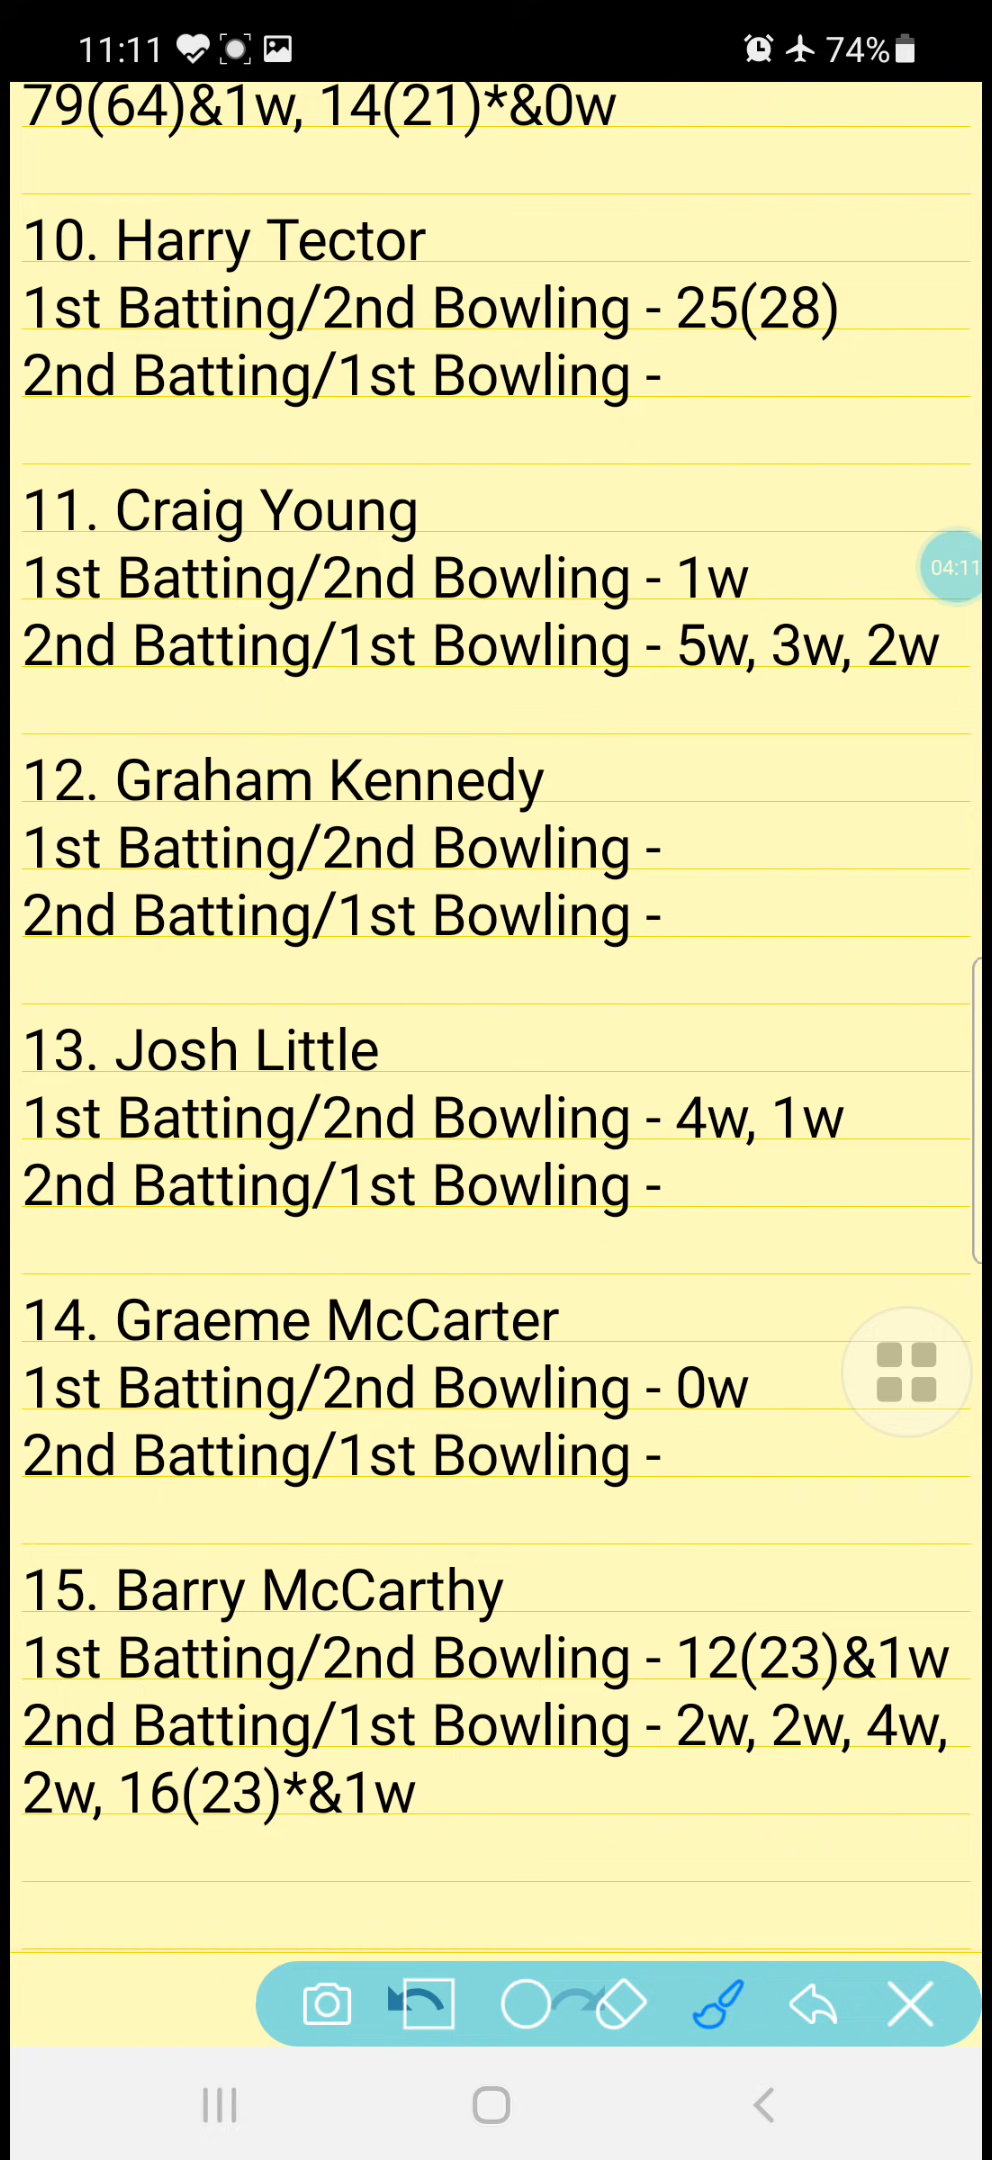 11:11
74%
79(64)&1w, 14(21)*&0w
10. Harry Tector
1st Batting/2nd Bowling - 25(28)
2nd Batting/1st Bowling -
11. Craig Young
1st Batting/2nd Bowling - 1w
04:11
2nd Batting/1st Bowling - 5w, 3w, 2w
12. Graham Kennedy
1st Batting/2nd Bowling -
2nd Batting/1st Bowling -
13. Josh Little
1st Batting/2nd Bowling - 4w, 1w
2nd Batting/1st Bowling -
14. Graeme McCarter
1st Batting/2nd Bowling - 0w
2nd Batting/1st Bowling -
15. Barry McCarthy
1st Batting/2nd Bowling - 12(23)&1w
2nd Batting/1st Bowling - 2w, 2w, 4w,
2w, 16(23)*&1w